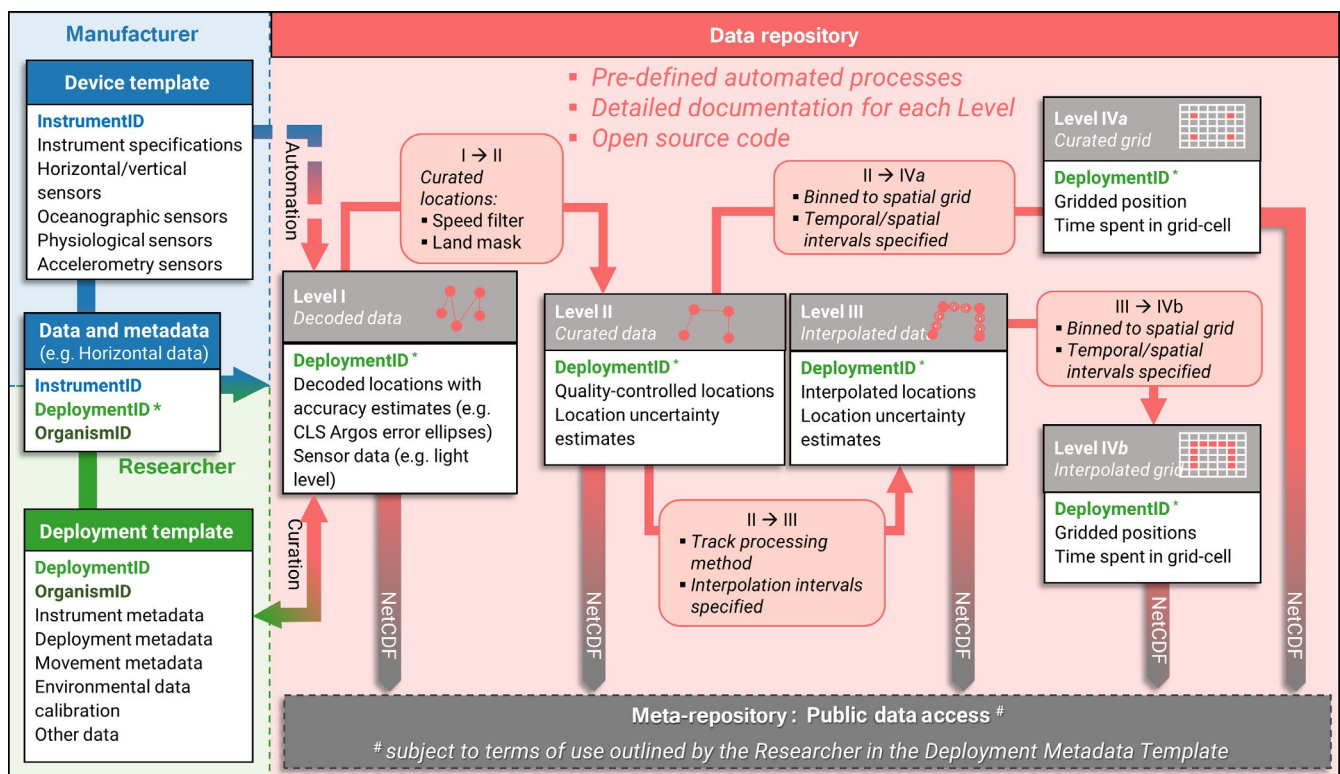 Manufacturer
Data repository
Device template
InstrumentID
Instrument specifications
Horizontal/vertical
sensors
Oceanographic sensors
Physiological sensors
Accelerometry sensors
Data and metadata
(e.g. Horizontal data)
InstrumentID
DeploymentID *
OrganismID
Researcher
Deployment template
DeploymentID
OrganismID
Instrument metadata
Deployment metadata
Movement metadata
Environmental data
calibration
Other data
Automation
Curation
▪ Pre-defined automated processes
▪ Detailed documentation for each Level
▪ Open source code
Level I
Decoded data
DeploymentID *
Decoded locations with
accuracy estimates (e.g.
CLS Argos error ellipses)
Sensor data (e.g. light
level)
I → II
Curated
locations:
▪ Speed filter
▪ Land mask
Level II
Curated data
DeploymentID *
Quality-controlled locations
Location uncertainty
estimates
II → III
▪ Track processing
method
▪ Interpolation intervals
specified
Level III
Interpolated data
DeploymentID *
Interpolated locations
Location uncertainty
estimates
II → IVa
▪ Binned to spatial grid
▪ Temporal/spatial
intervals specified
Level IVa
Curated grid
DeploymentID *
Gridded position
Time spent in grid-cell
III → IVb
▪ Binned to spatial grid
▪ Temporal/spatial
intervals specified
Level IVb
Interpolated grid
DeploymentID *
Gridded positions
Time spent in grid-cell
NetCDF
NetCDF
NetCDF
NetCDF
NetCDF
Meta-repository: Public data access #
# subject to terms of use outlined by the Researcher in the Deployment Metadata Template